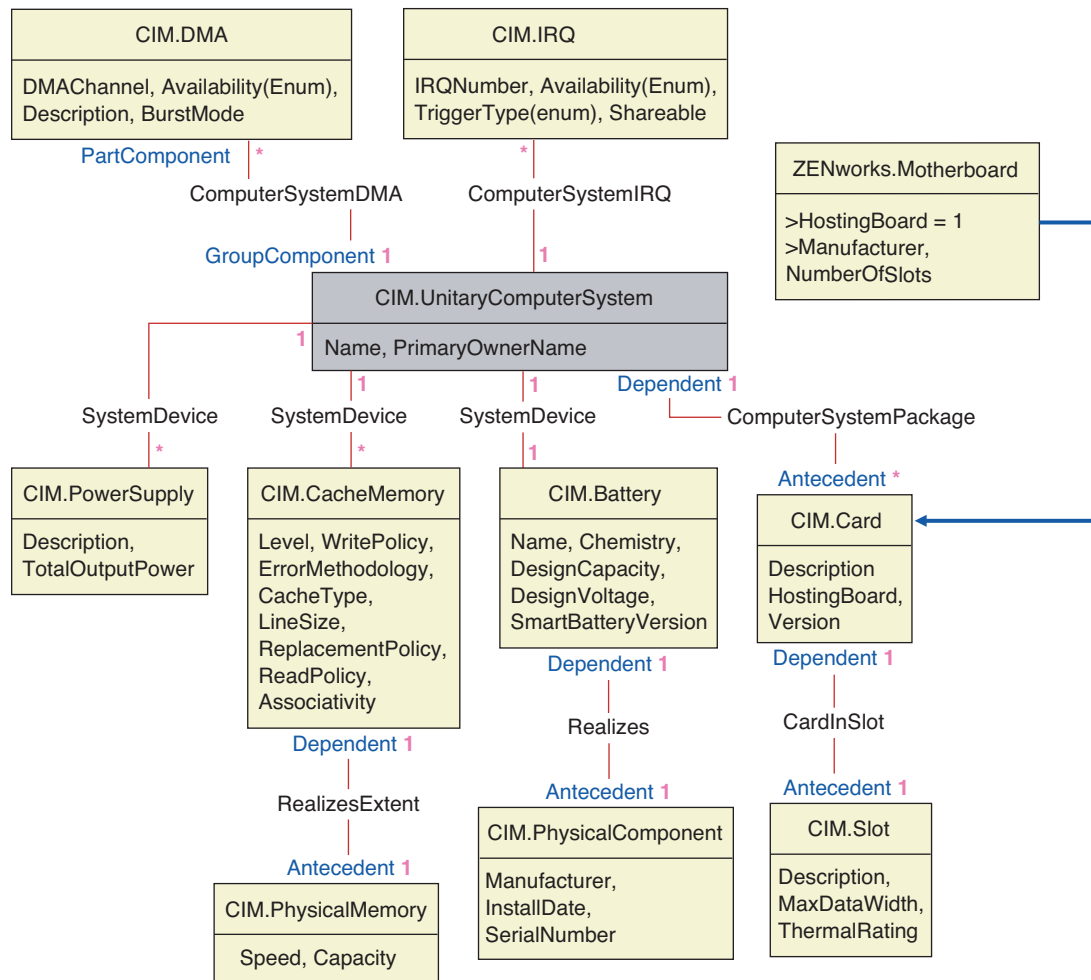 CIM.DMA
DMAChannel, Availability(Enum),
Description, BurstMode
CIM.IRQ
IRQNumber, Availability(Enum),
TriggerType(enum), Shareable
PartComponent *
*
ComputerSystemDMA
ComputerSystemIRQ
GroupComponent 1
1
ZENworks.Motherboard
>HostingBoard = 1
>Manufacturer,
NumberOfSlots
CIM.UnitaryComputerSystem
Name, PrimaryOwnerName
1
1
1
Dependent 1
SystemDevice
SystemDevice
SystemDevice
ComputerSystemPackage
*
*
1
Antecedent *
CIM.PowerSupply
Description,
TotalOutputPower
CIM.CacheMemory
Level, WritePolicy,
ErrorMethodology,
CacheType,
LineSize,
ReplacementPolicy,
ReadPolicy,
Associativity
CIM.Battery
Name, Chemistry,
DesignCapacity,
DesignVoltage,
SmartBatteryVersion
CIM.Card
Description
HostingBoard,
Version
Dependent 1
Dependent 1
Dependent 1
RealizesExtent
Realizes
CardInSlot
Antecedent 1
Antecedent 1
Antecedent 1
CIM.PhysicalMemory
Speed, Capacity
CIM.PhysicalComponent
Manufacturer,
InstallDate,
SerialNumber
CIM.Slot
Description,
MaxDataWidth,
ThermalRating